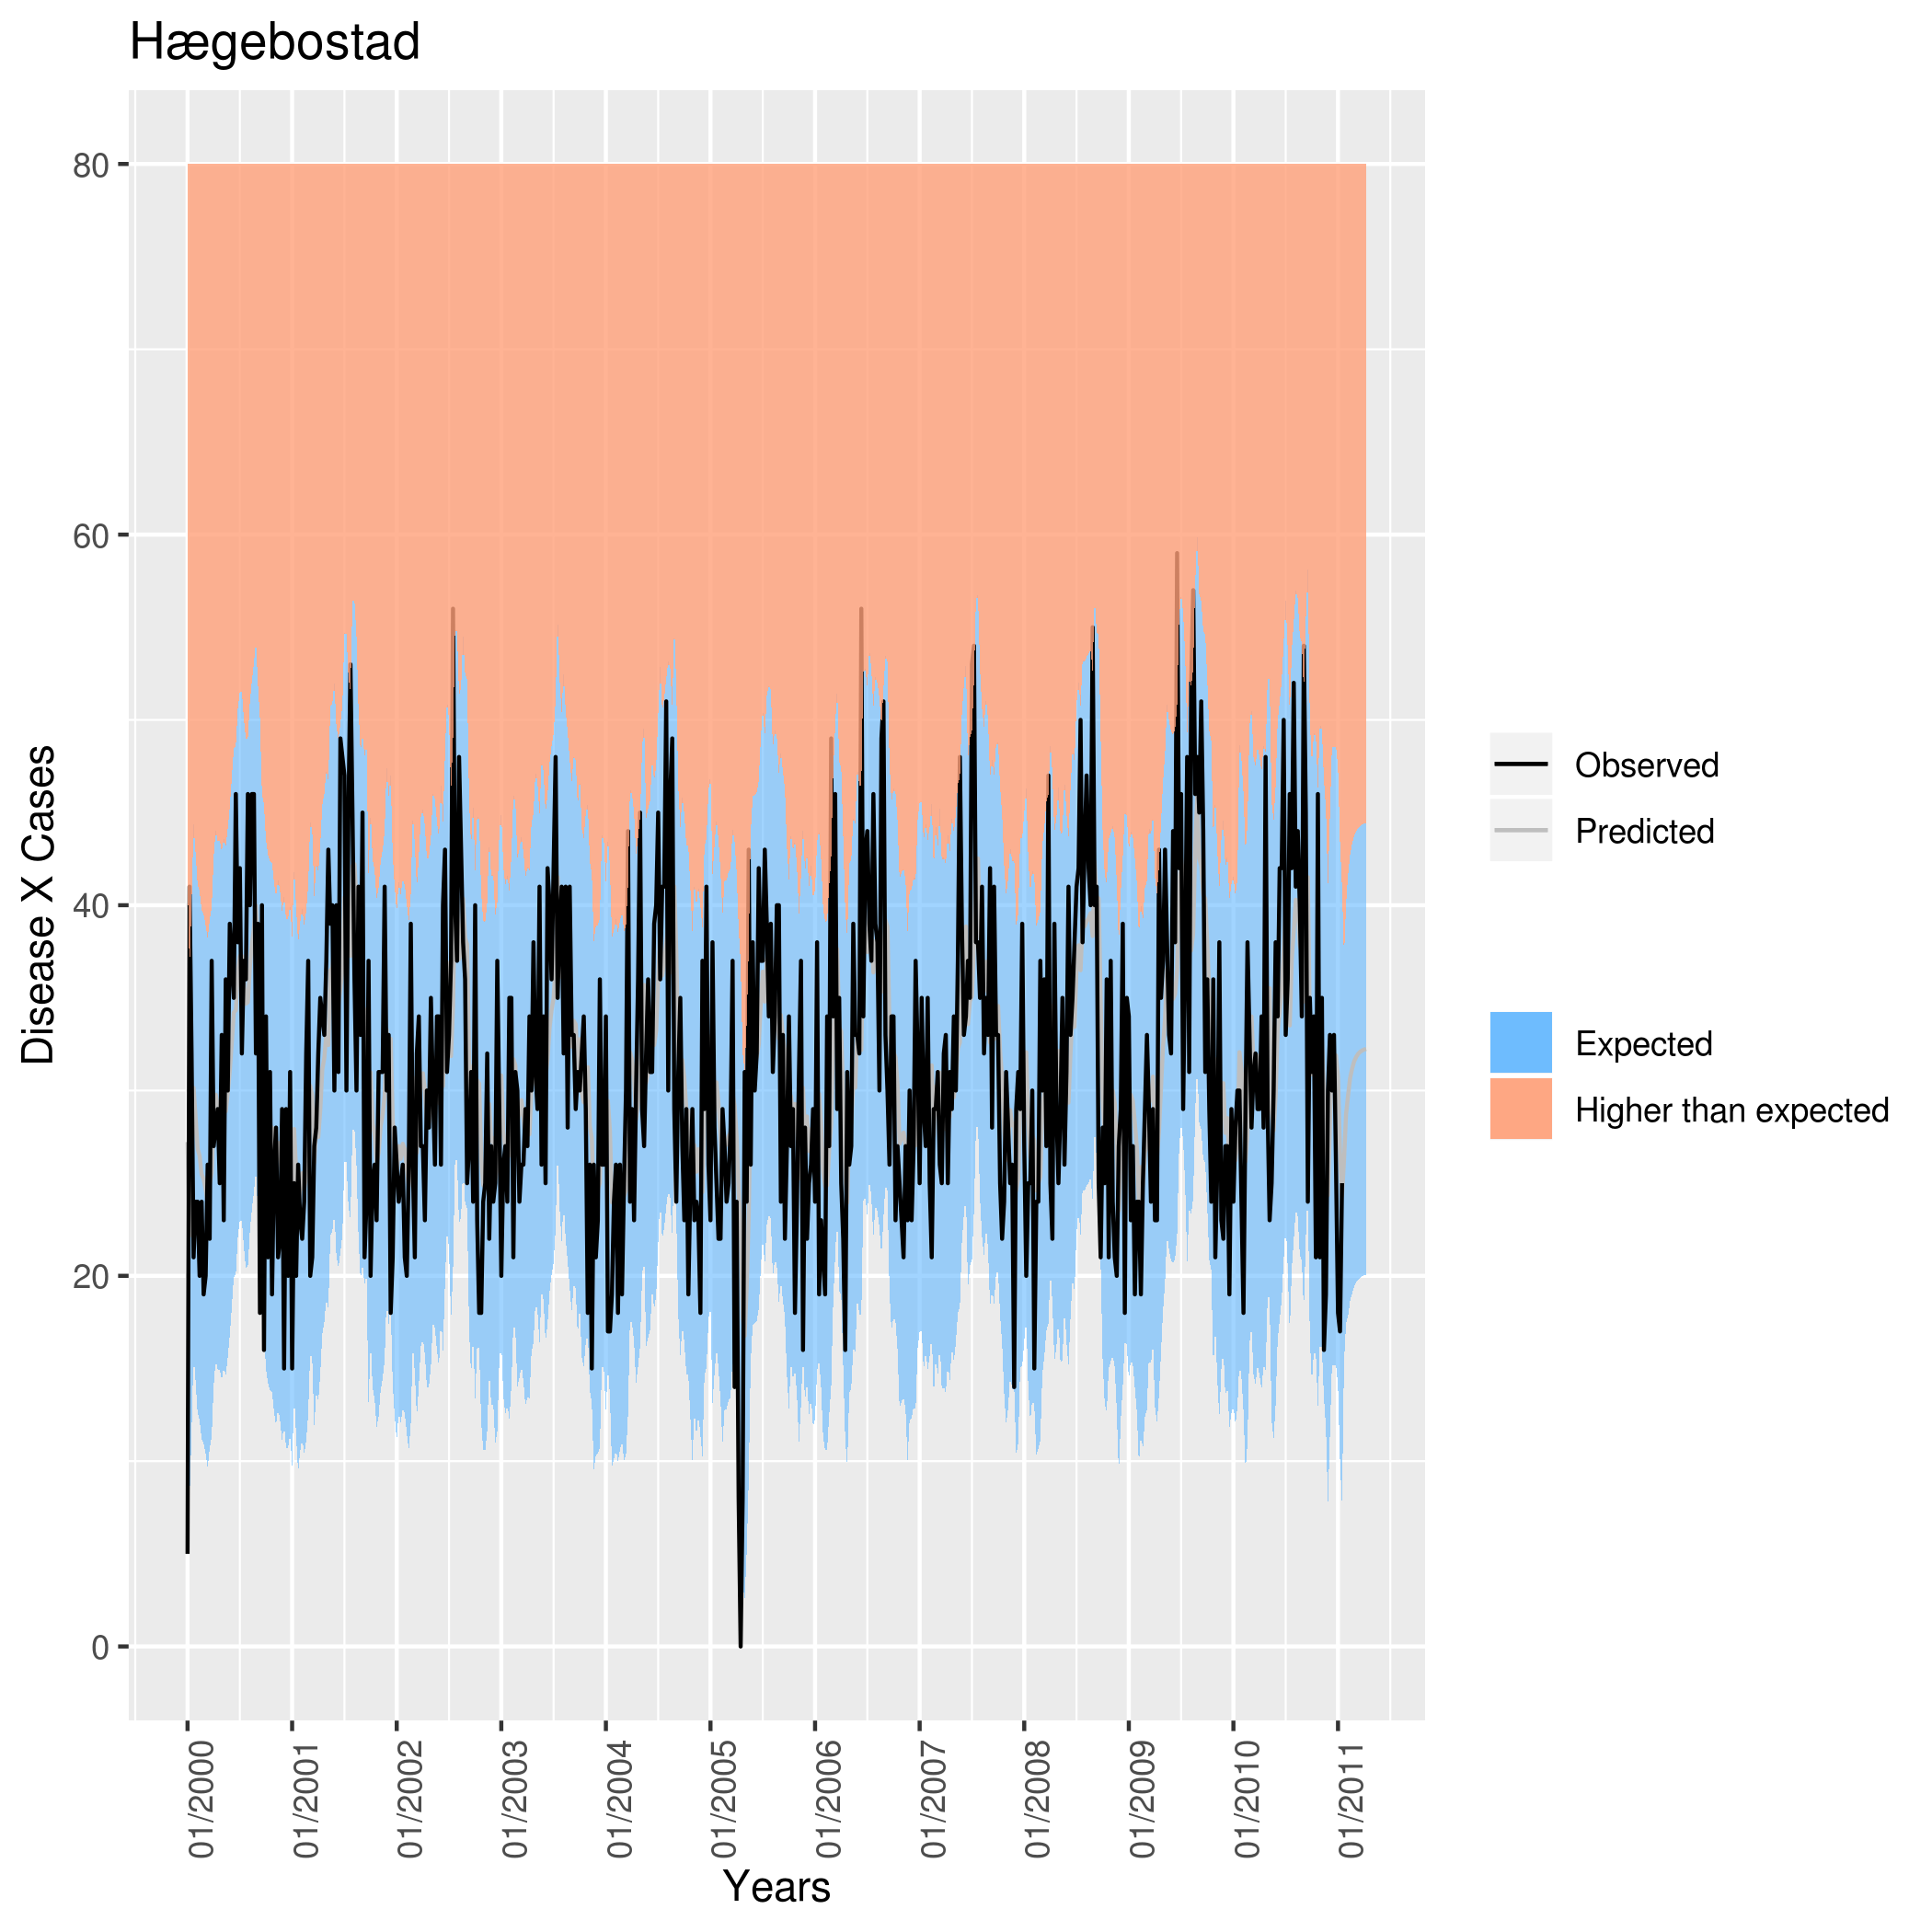 Hægebostad
80
60
40
20
0
Disease X Cases
01/2000
01/2001
01/2002
01/2003
01/2004
01/2005
01/2006
01/2007
01/2008
01/2009
01/2010
01/2011
Years
Observed
Predicted
Expected
Higher than expected